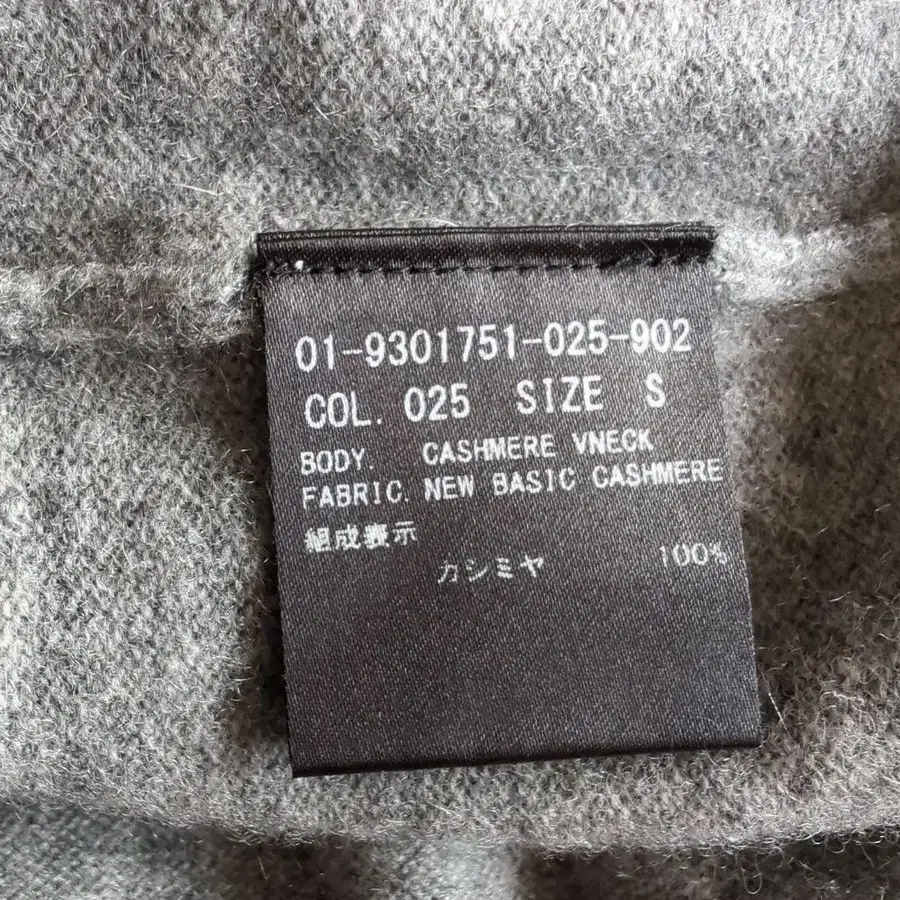 01-9301751-025-902
COL. 025 SIZE S
BODY. CASHMERE VNECK
FABRIC. NEW BASIC CASHMERE
組成表示
カシミヤ 100%